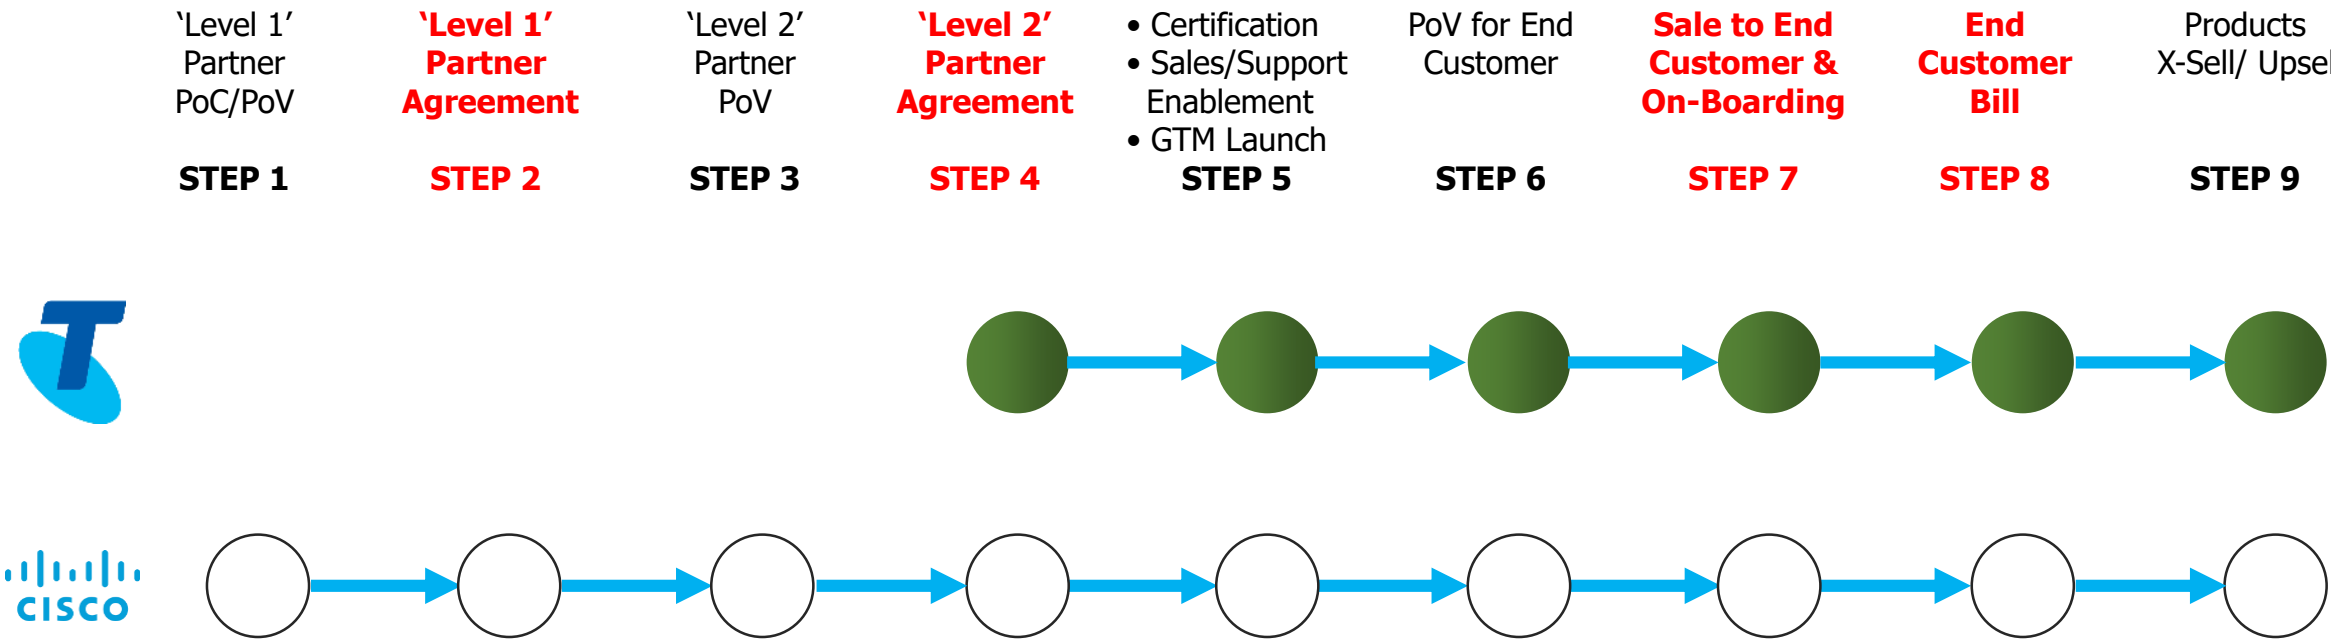 ‘Level 1’
Partner
PoC/PoV
STEP 1
‘Level 1’
Partner
Agreement
STEP 2
‘Level 2’
Partner
PoV
STEP 3
‘Level 2’
Partner
Agreement
STEP 4
• Certification
• Sales/Support
Enablement
• GTM Launch
STEP 5
PoV for End
Customer
STEP 6
Sale to End
Customer &
On-Boarding
STEP 7
End
Customer
Bill
STEP 8
Products
X-Sell/ Upsel
STEP 9
T
CISCO